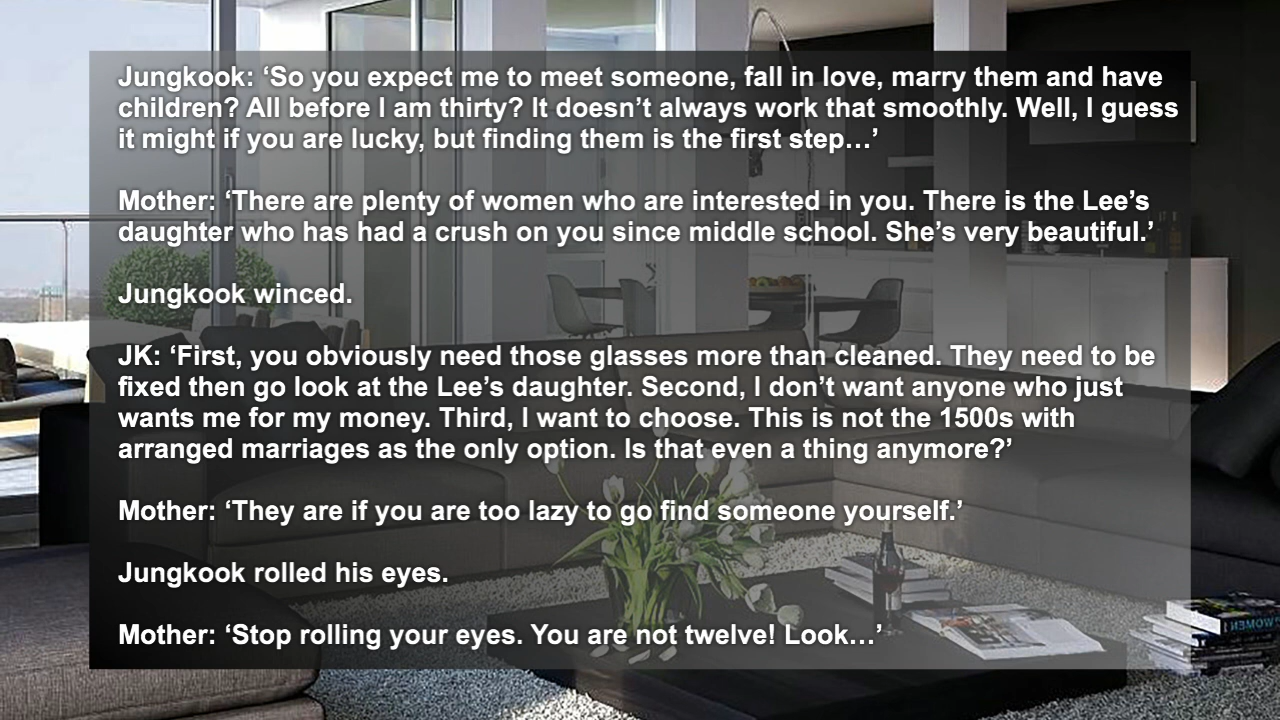 Jungkook: ‘So you expect me to meet someone, fall in love, marry them and have
children? All before I am thirty? It doesn’t always work that smoothly. Well, I guess
it might if you are lucky, but finding them is the first step…’
Mother: ‘There are plenty of women who are interested in you. There is the Lee’s
daughter who has had a crush on you since middle school. She’s very beautiful.’
Jungkook winced.
JK: ‘First, you obviously need those glasses more than cleaned. They need to be
fixed then go look at the Lee’s daughter. Second, I don’t want anyone who just
wants me for my money. Third, I want to choose. This is not the 1500s with
arranged marriages as the only option. Is that even a thing anymore?’
Mother: ‘They are if you are too lazy to go find someone yourself.’
Jungkook rolled his eyes.
Mother: ‘Stop rolling your eyes. You are not twelve! Look…’
WOMEN